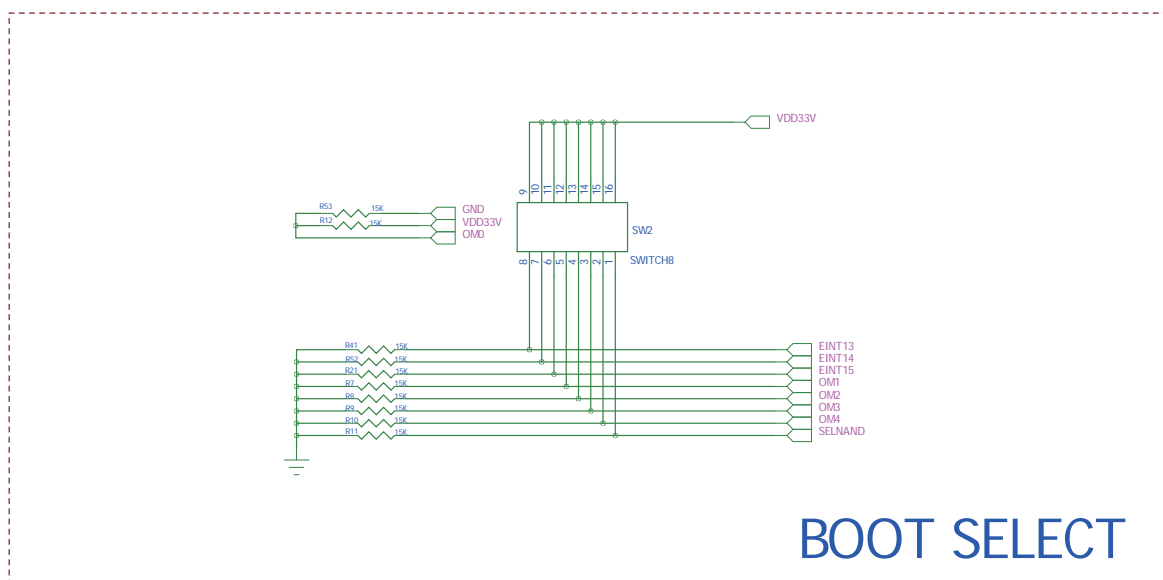 VDD33V
9 10 11 12 13 14 15 16
R53 15K GND
R12 15K VDD33V
OM0
SW2
8 7 6 5 4 3 2 1
SWITCH8
R41 15K EINT13
R52 15K EINT14
R21 15K EINT15
R7 15K OM1
R8 15K OM2
R9 15K OM3
R10 15K OM4
R11 15K SELNAND
BOOT SELECT